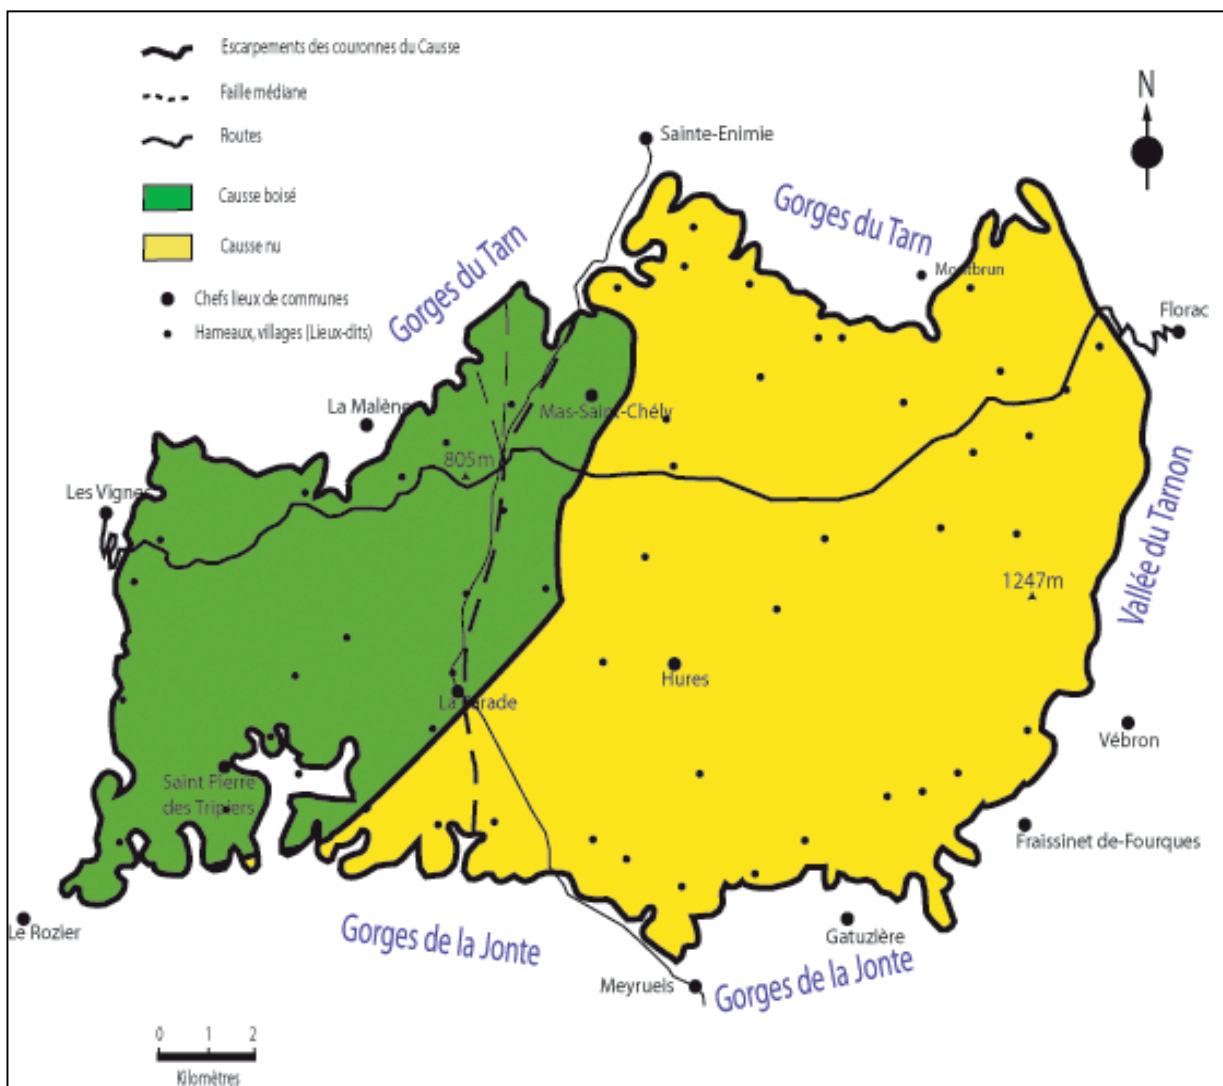 Escarpements des couronnes du Causse
Faille médiane
Routes
Causse boisé
Causse nu
Chefs lieux de communes
Hameaux, villages (Lieux-dits)
N
Sainte-Enimie
Gorges du Tarn
Gorges du Tarn
Montbrun
Florac
La Malène
Mas-Saint-Chély
805m
Les Vignes
Vallée du Tarnon
1247m
Hures
La Parade
Vébron
Saint Pierre
des Tripiers
Fraissinet de-Fourques
Le Rozier
Gorges de la Jonte
Gatuzière
Meyrueis
Gorges de la Jonte
0 1 2
Kilomètres